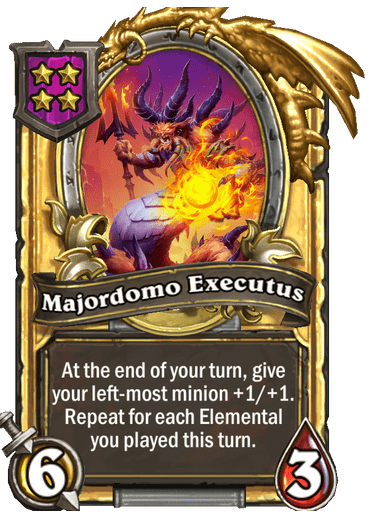 Majordomo Executus
At the end of your turn, give
your left-most minion +1/+1.
Repeat for each Elemental
you played this turn.
6
3